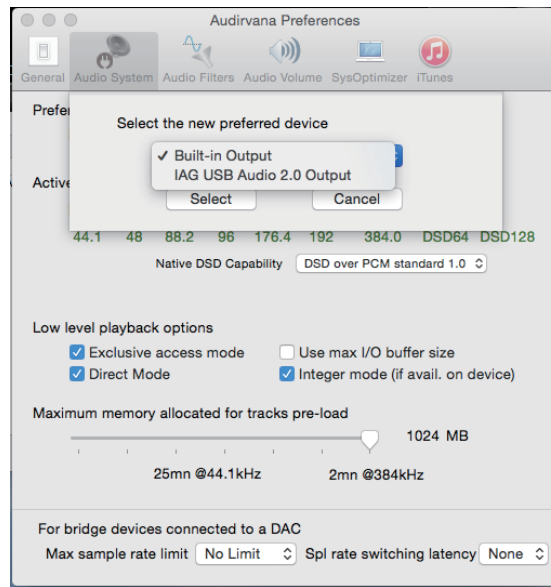 Audirvana Preferences
General Audio System Audio Filters Audio Volume SysOptimizer iTunes
Prefe
Select the new preferred device
✓ Built-in Output
IAG USB Audio 2.0 Output
Active
Select Cancel
44.1 48 88.2 96 176.4 192 384.0 DSD64 DSD128
Native DSD Capability DSD over PCM standard 1.0
Low level playback options
Exclusive access mode Use max I/O buffer size
Direct Mode Integer mode (if avail. on device)
Maximum memory allocated for tracks pre-load
1024 MB
25mn @44.1kHz 2mn @384kHz
For bridge devices connected to a DAC
Max sample rate limit No Limit Spl rate switching latency None